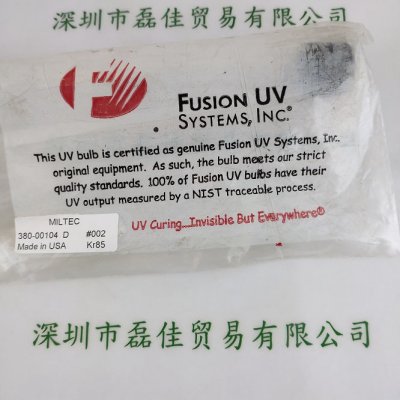 深圳市磊佳贸易有限公司
FUSION UV
SYSTEMS, INC.®
This UV bulb is certified as genuine Fusion UV Systems, Inc.
original equipment. As such, the bulb meets our strict
quality standards. 100% of Fusion UV bulbs have their
UV output measured by a NIST traceable process.
UV Curing....Invisible But Everywhere®
MILTEC
380-00104 D #002
Made in USA Kr85
深圳市磊佳贸易有限公司